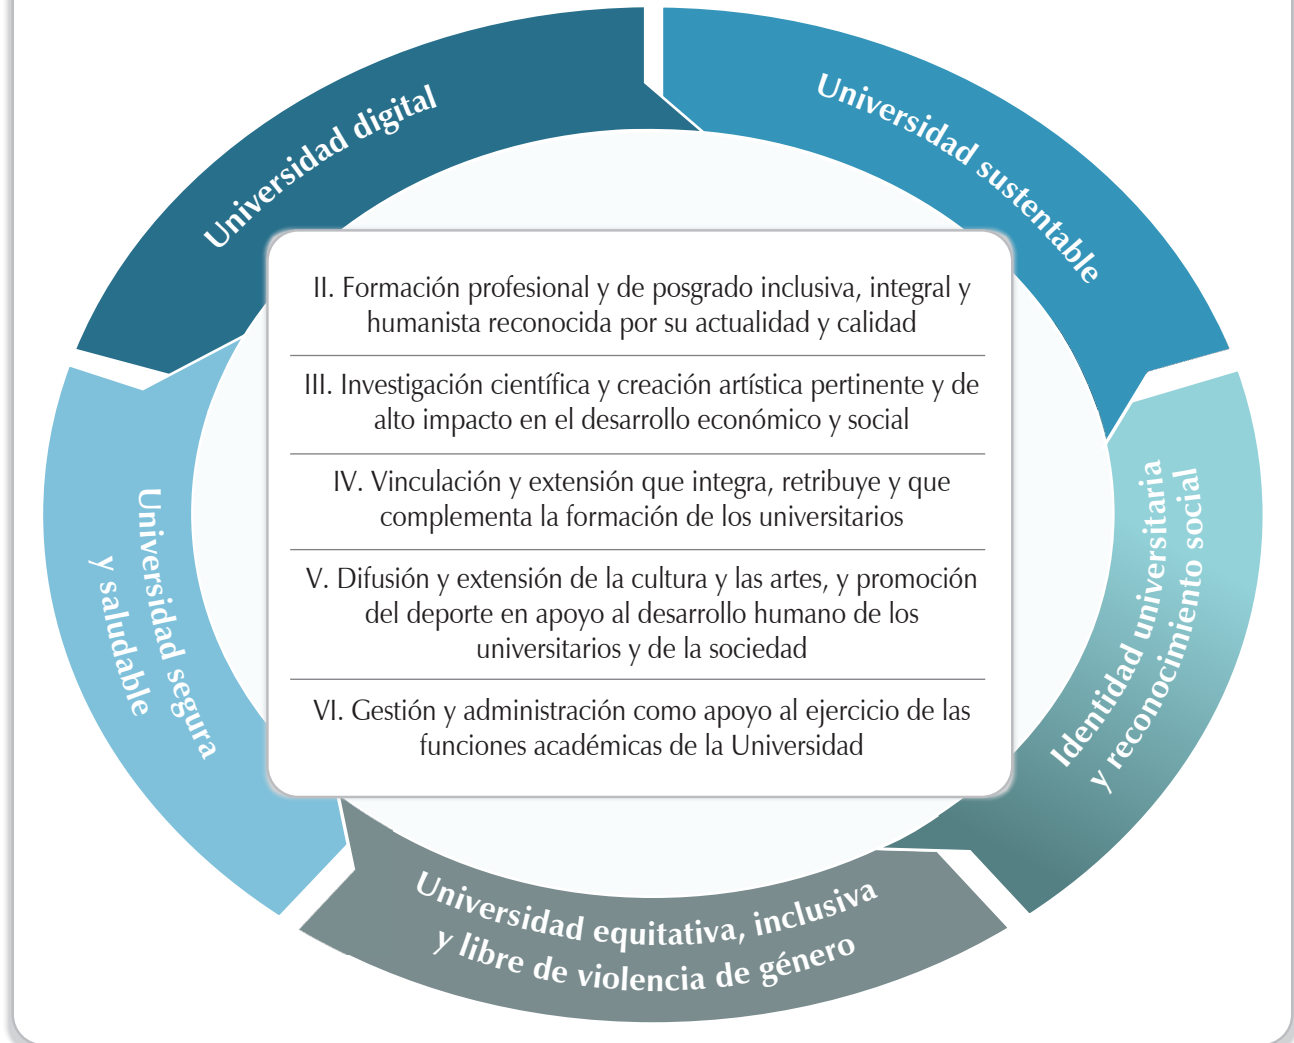 Universidad digital
Universidad sustentable
II. Formación profesional y de posgrado inclusiva, integral y
humanista reconocida por su actualidad y calidad
III. Investigación científica y creación artística pertinente y de
alto impacto en el desarrollo económico y social
IV. Vinculación y extensión que integra, retribuye y que
complementa la formación de los universitarios
V. Difusión y extensión de la cultura y las artes, y promoción
del deporte en apoyo al desarrollo humano de los
universitarios y de la sociedad
VI. Gestión y administración como apoyo al ejercicio de las
funciones académicas de la Universidad
Identidad universitaria
y reconocimiento social
Universidad equitativa, inclusiva
y libre de violencia de género
Universidad segura
y saludable